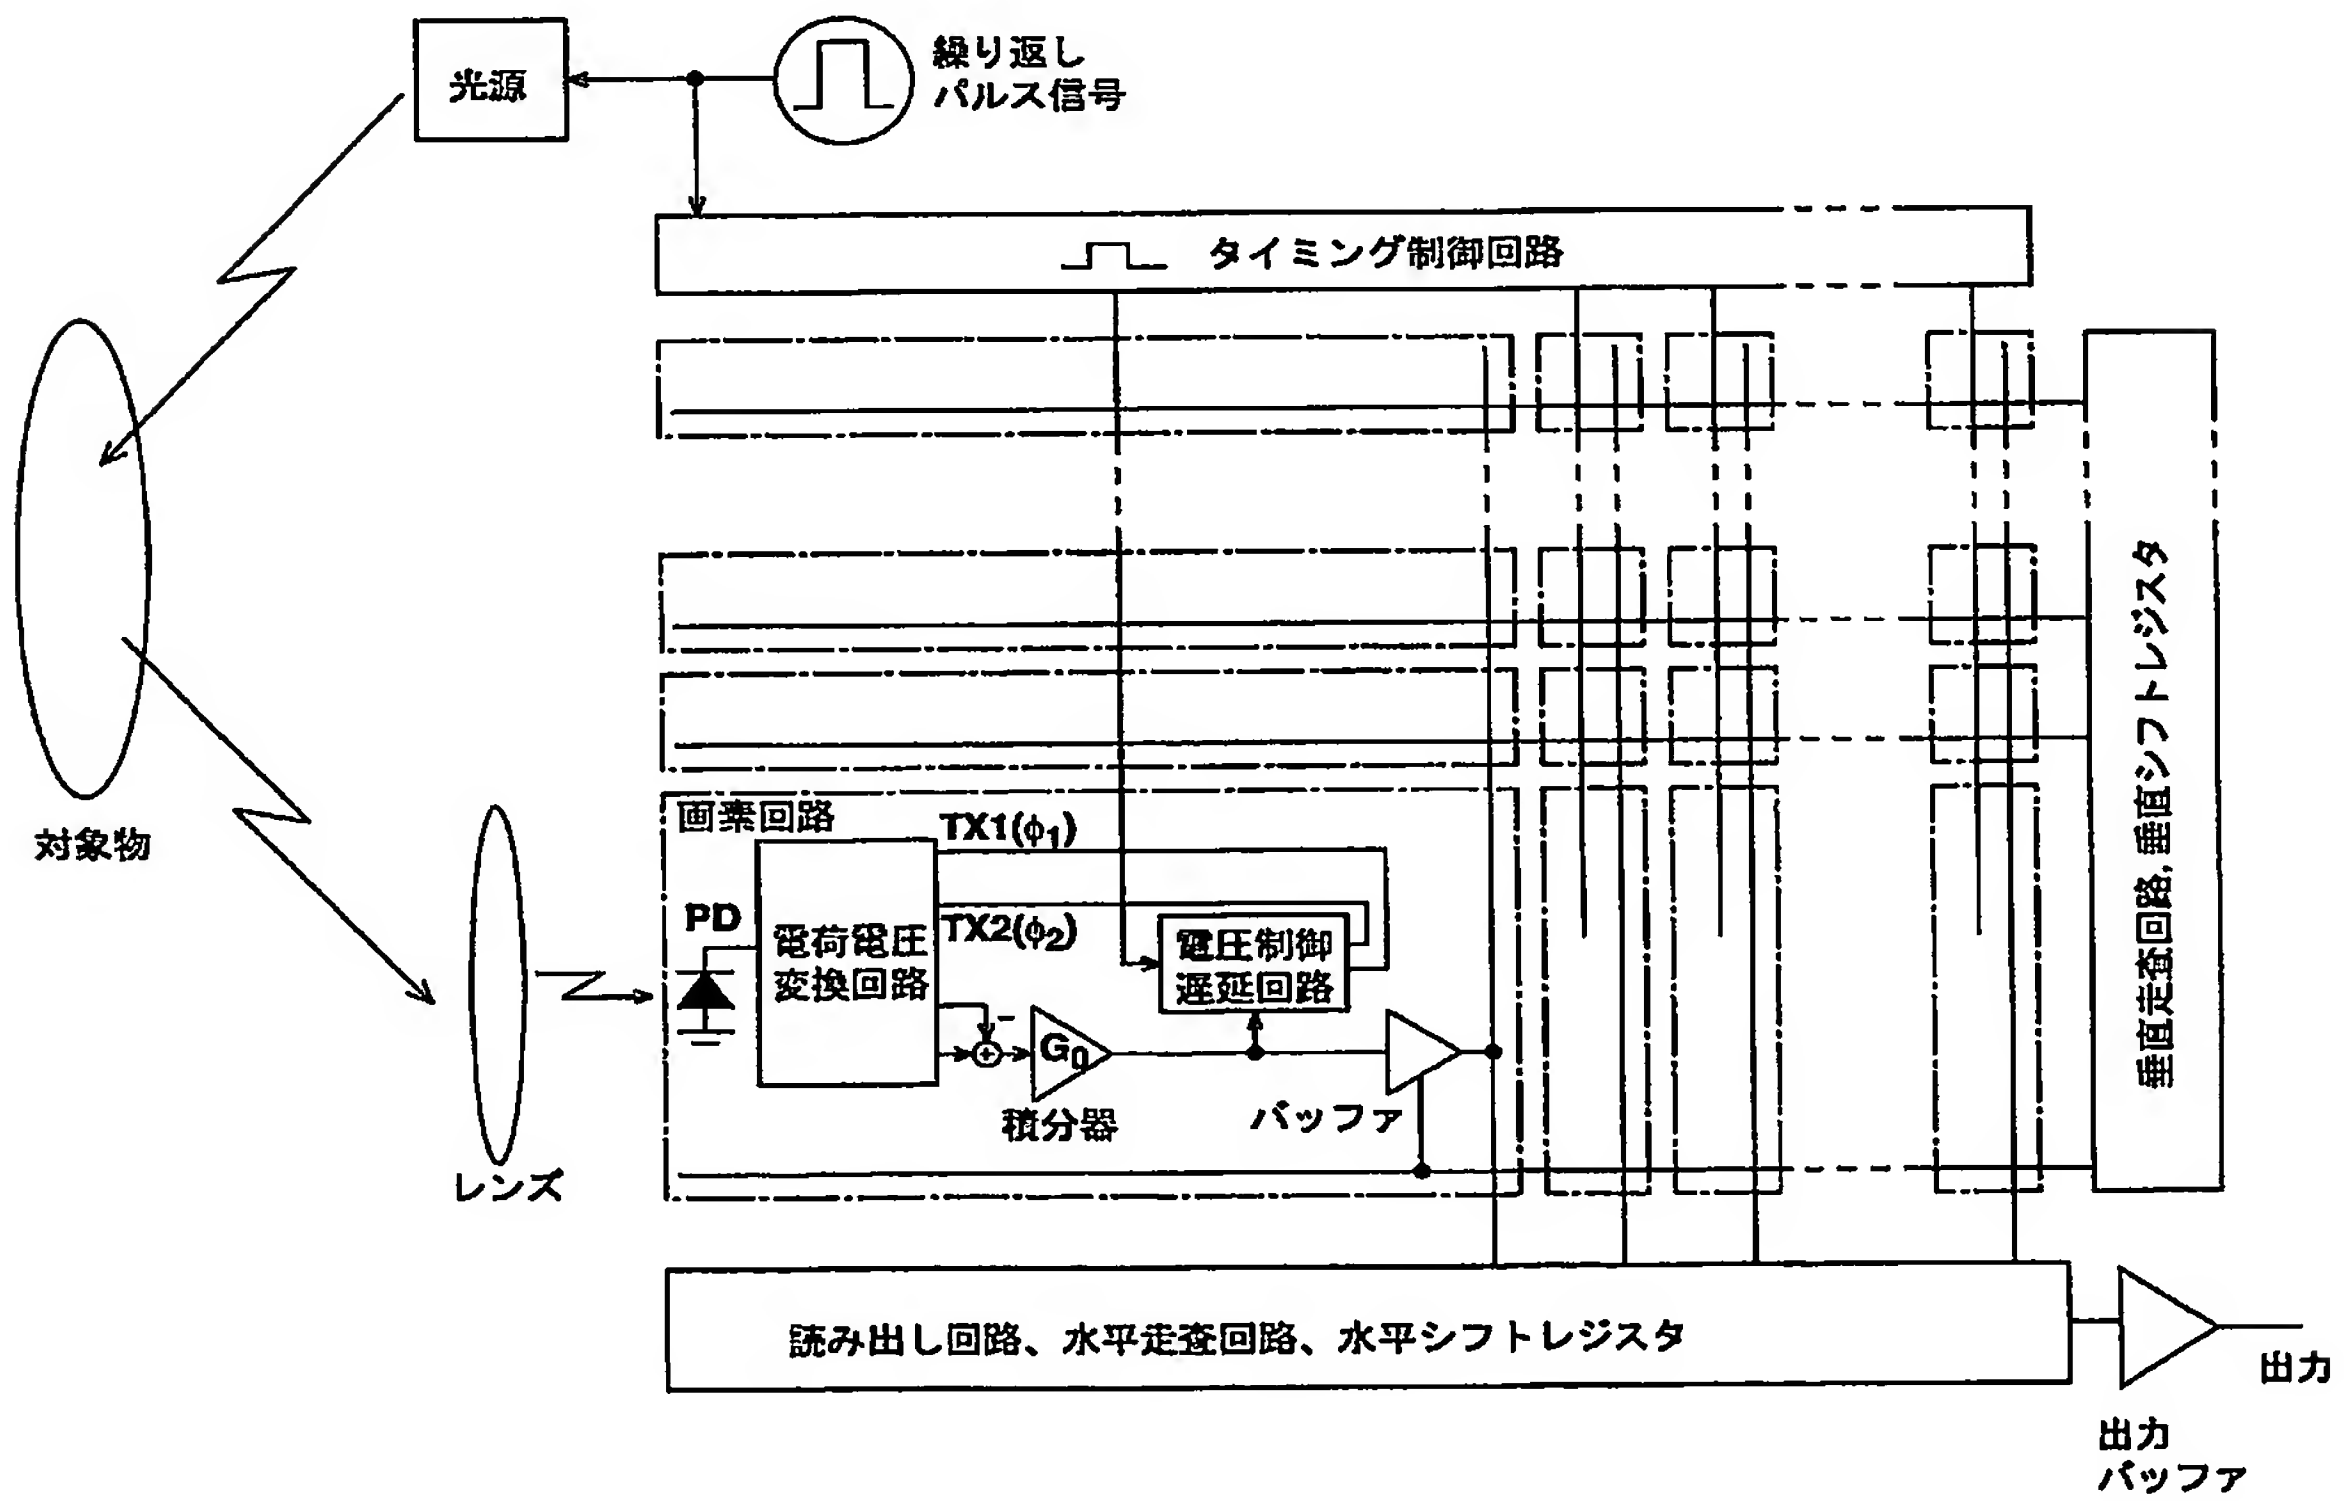 光源
繰り返し
パルス信号
タイミング制御回路
対象物
レンズ
画素回路
TX1(φ1)
TX2(φ2)
PD
電荷電圧
変換回路
電圧制御
遅延回路
-
+
G0
積分器
バッファ
垂直走査回路, 垂直シフトレジスタ
読み出し回路、水平走査回路、水平シフトレジスタ
出力
出力
バッファ